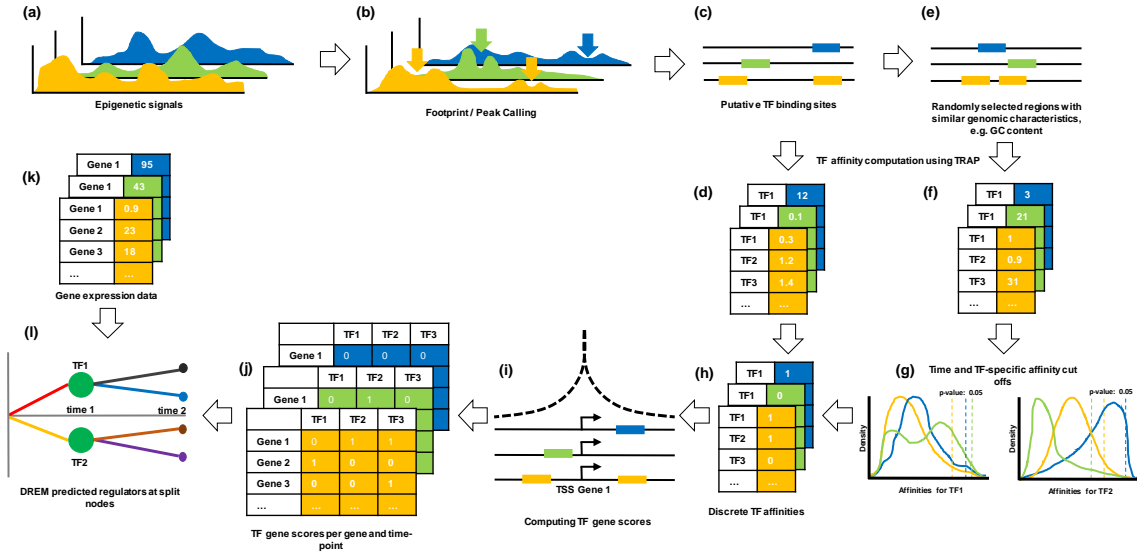 (a)
Epigenetic signals
(b)
Footprint / Peak Calling
(c)
Putative TF binding sites
(e)
Randomly selected regions with
similar genomic characteristics,
e.g. GC content
TF affinity computation using TRAP
(k)
Gene 1 95
Gene 1 43
Gene 1 0.9
Gene 2 23
Gene 3 18
... ...
Gene expression data
(d)
TF1 12
TF1 0.1
TF1 0.3
TF2 1.2
TF3 1.4
... ...
(f)
TF1 3
TF1 21
TF1 1
TF2 0.9
TF3 31
... ...
(l)
TF1
time 1
time 2
TF2
DREM predicted regulators at split
nodes
(j)
TF1 TF2 TF3
Gene 1 0 0 0
TF1 TF2 TF3
Gene 1 0 1 0
TF1 TF2 TF3
Gene 1 0 1 1
Gene 2 1 0 0
Gene 3 0 0 1
... ... ... ...
TF gene scores per gene and time-
point
(i)
TSS Gene 1
Computing TF gene scores
(h)
TF1 1
TF1 0
TF1 1
TF2 1
TF3 0
... ...
Discrete TF affinities
(g)
Time and TF-specific affinity cut
offs
p-value: 0.05
Density
Affinities for TF1
p-value: 0.05
Density
Affinities for TF2